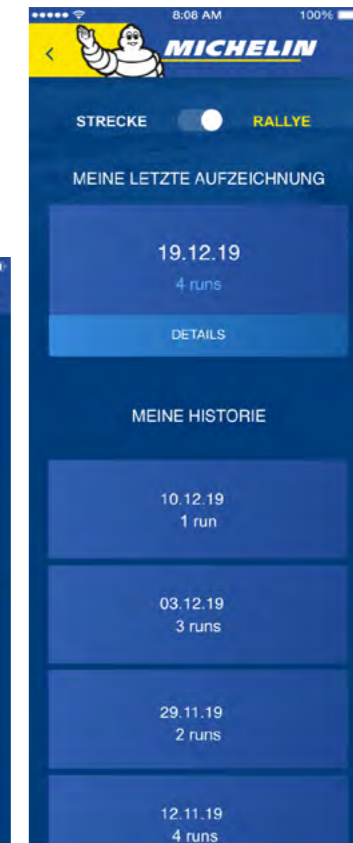 8:08 AM
100%
<
MICHELIN
STRECKE
RALLYE
MEINE LETZTE AUFZEICHNUNG
19.12.19
4 runs
DETAILS
MEINE HISTORIE
10.12.19
1 run
03.12.19
3 runs
29.11.19
2 runs
12.11.19
4 runs